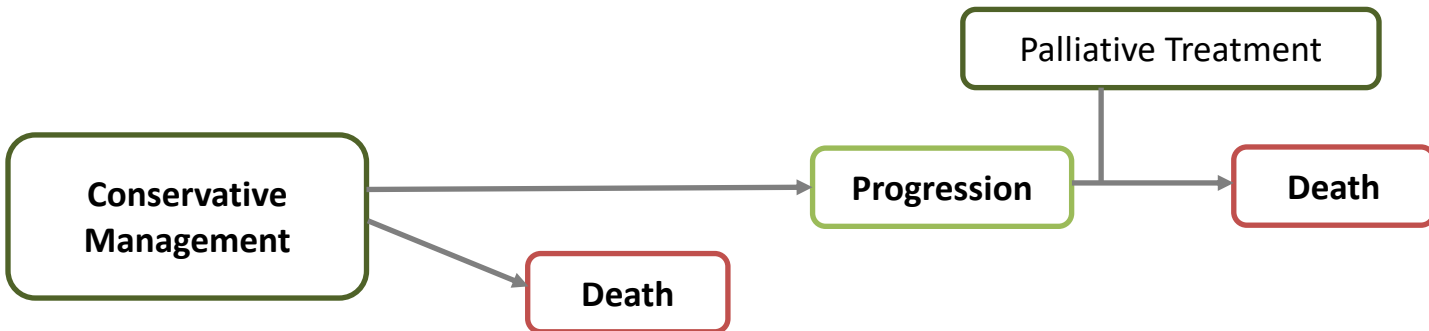 Palliative Treatment
Conservative
Management
Progression
Death
Death